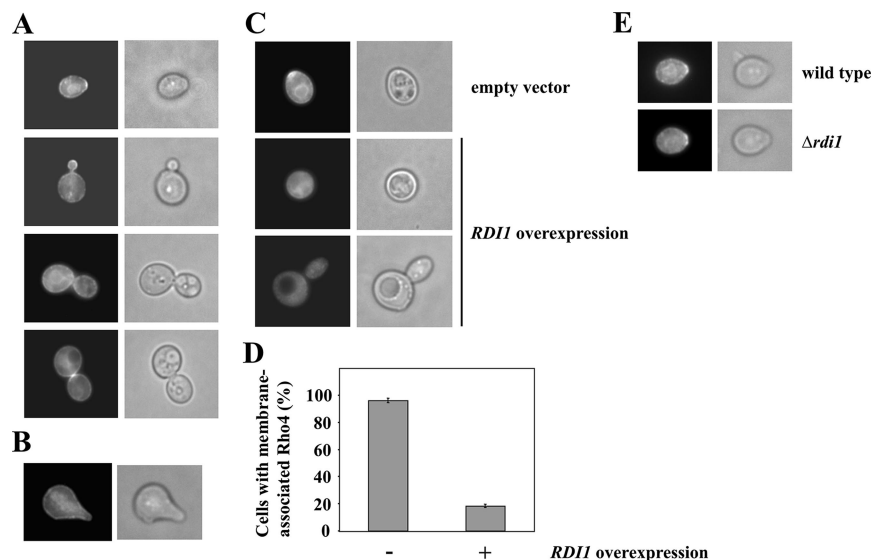 A
C
E
empty vector
wild type
Δrdi1
RDI1 overexpression
B
D
Cells with membrane-
associated Rho4 (%)
100
80
60
40
20
0
- +
RDI1 overexpression